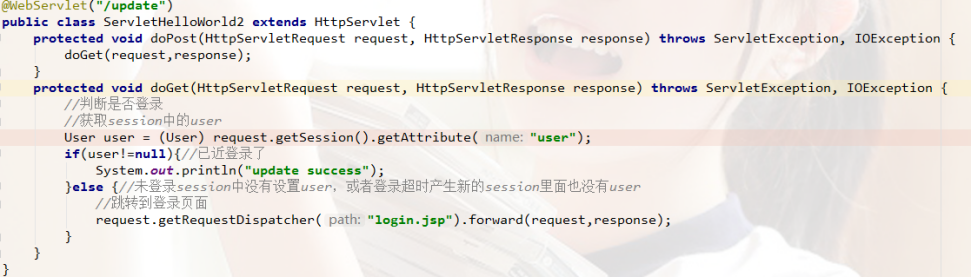 @WebServlet("/update")
public class ServletHelloWorld2 extends HttpServlet {
    protected void doPost(HttpServletRequest request, HttpServletResponse response) throws ServletException, IOException {
        doGet(request,response);
    }
    protected void doGet(HttpServletRequest request, HttpServletResponse response) throws ServletException, IOException {
        //判断是否登录
        //获取session中的user
        User user = (User) request.getSession().getAttribute( name: "user");
        if(user!=null){//已近登录了
            System.out.println("update success");
        }else {//未登录session中没有设置user，或者登录超时产生新的session里面也没有user
            //跳转到登录页面
            request.getRequestDispatcher( path: "login.jsp").forward(request,response);
        }
    }
}